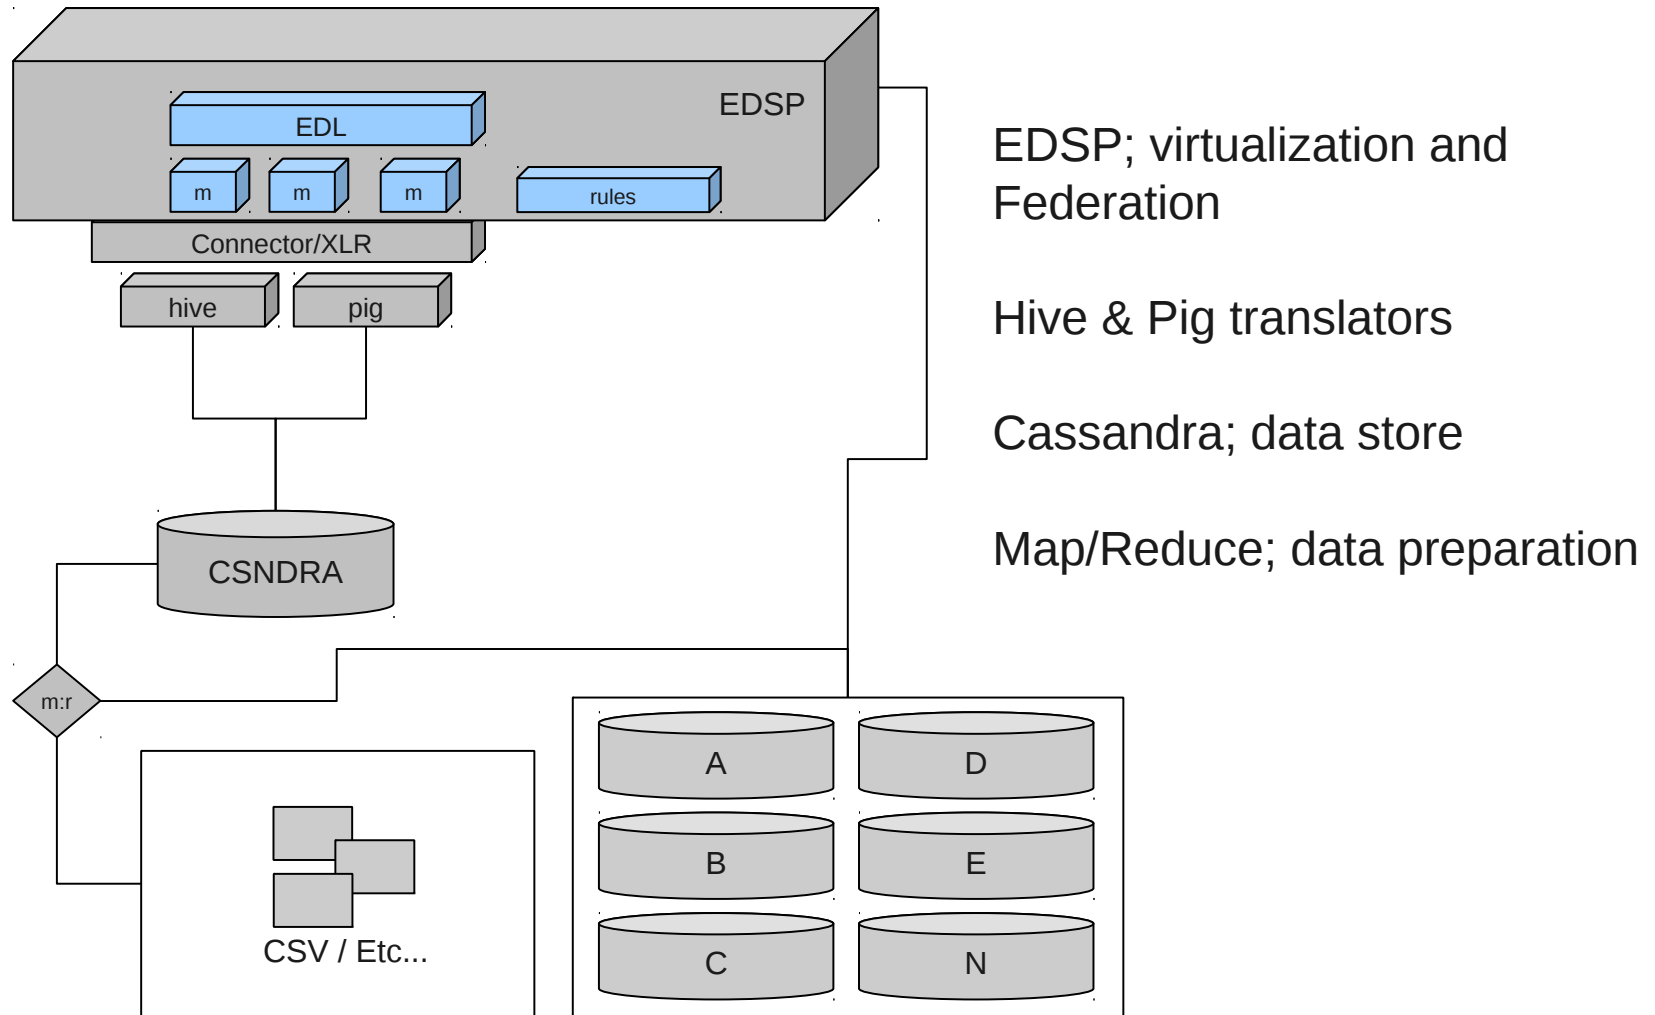 EDSP
EDL
m m m
rules
Connector/XLR
hive pig
CSNDRA
m:r
CSV / Etc...
A D
B E
C N
EDSP; virtualization and
Federation
Hive & Pig translators
Cassandra; data store
Map/Reduce; data preparation